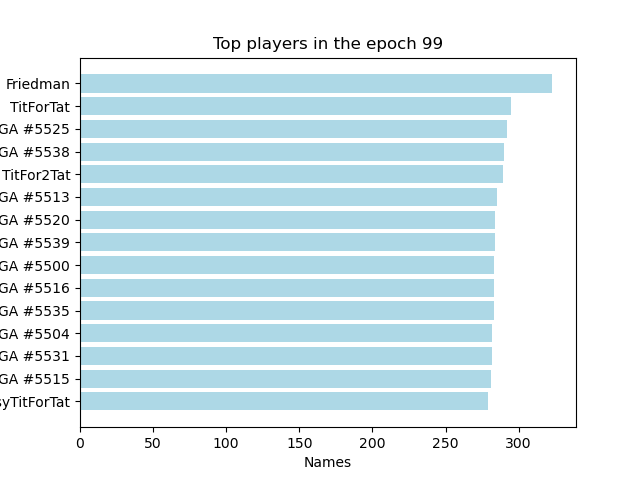 Top players in the epoch 99
Friedman
TitForTat
GA #5525
GA #5538
TitFor2Tat
GA #5513
GA #5520
GA #5539
GA #5500
GA #5516
GA #5535
GA #5504
GA #5531
GA #5515
syTitForTat
0 50 100 150 200 250 300
Names